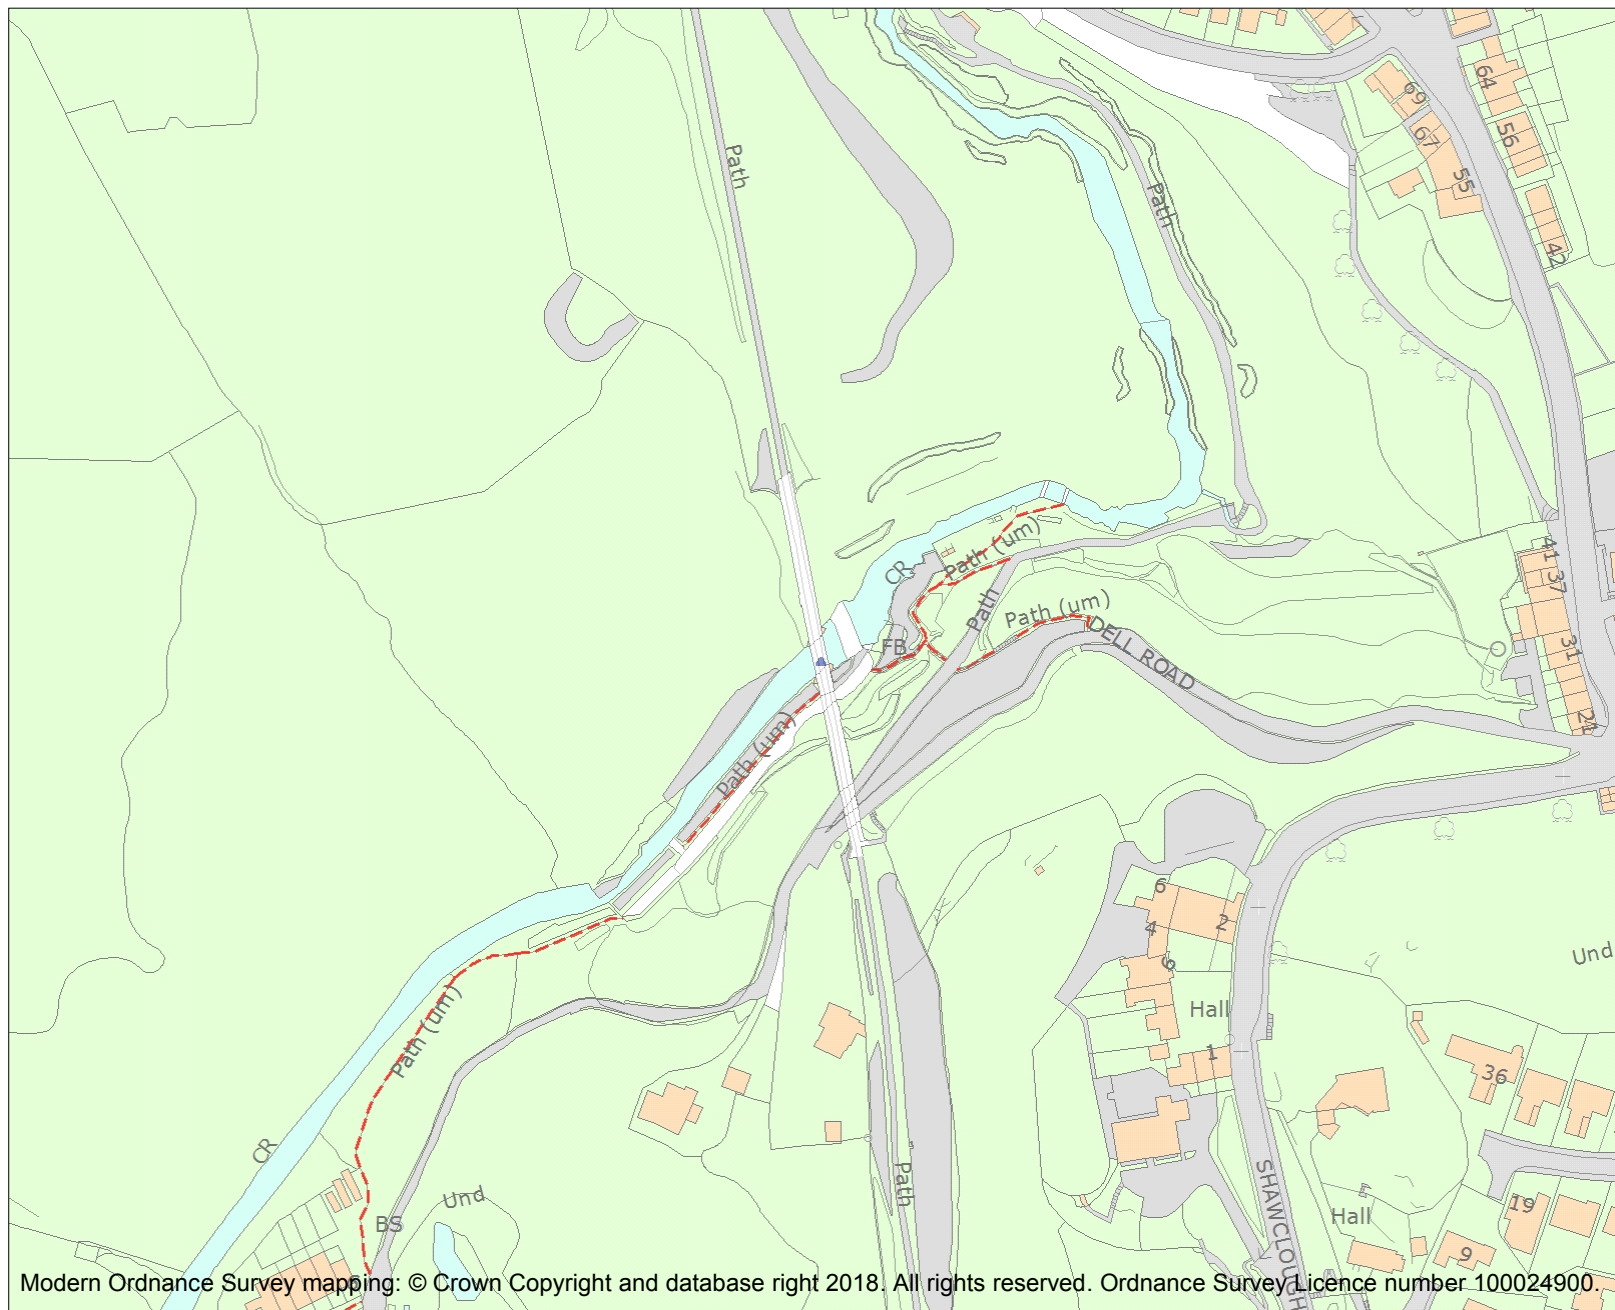 64
69
56
67
Path
55
Path
42
41
CR
Path (um)
37
Path
Path (um)
FB
DELL ROAD
31
21
Path (um)
6
2
4
6
Und
Path (um)
Hall
1
36
CR
Path
SHAWCLOUGH
Und
19
BS
Hall
9
Modern Ordnance Survey mapping: © Crown Copyright and database right 2018. All rights reserved. Ordnance Survey Licence number 100024900.